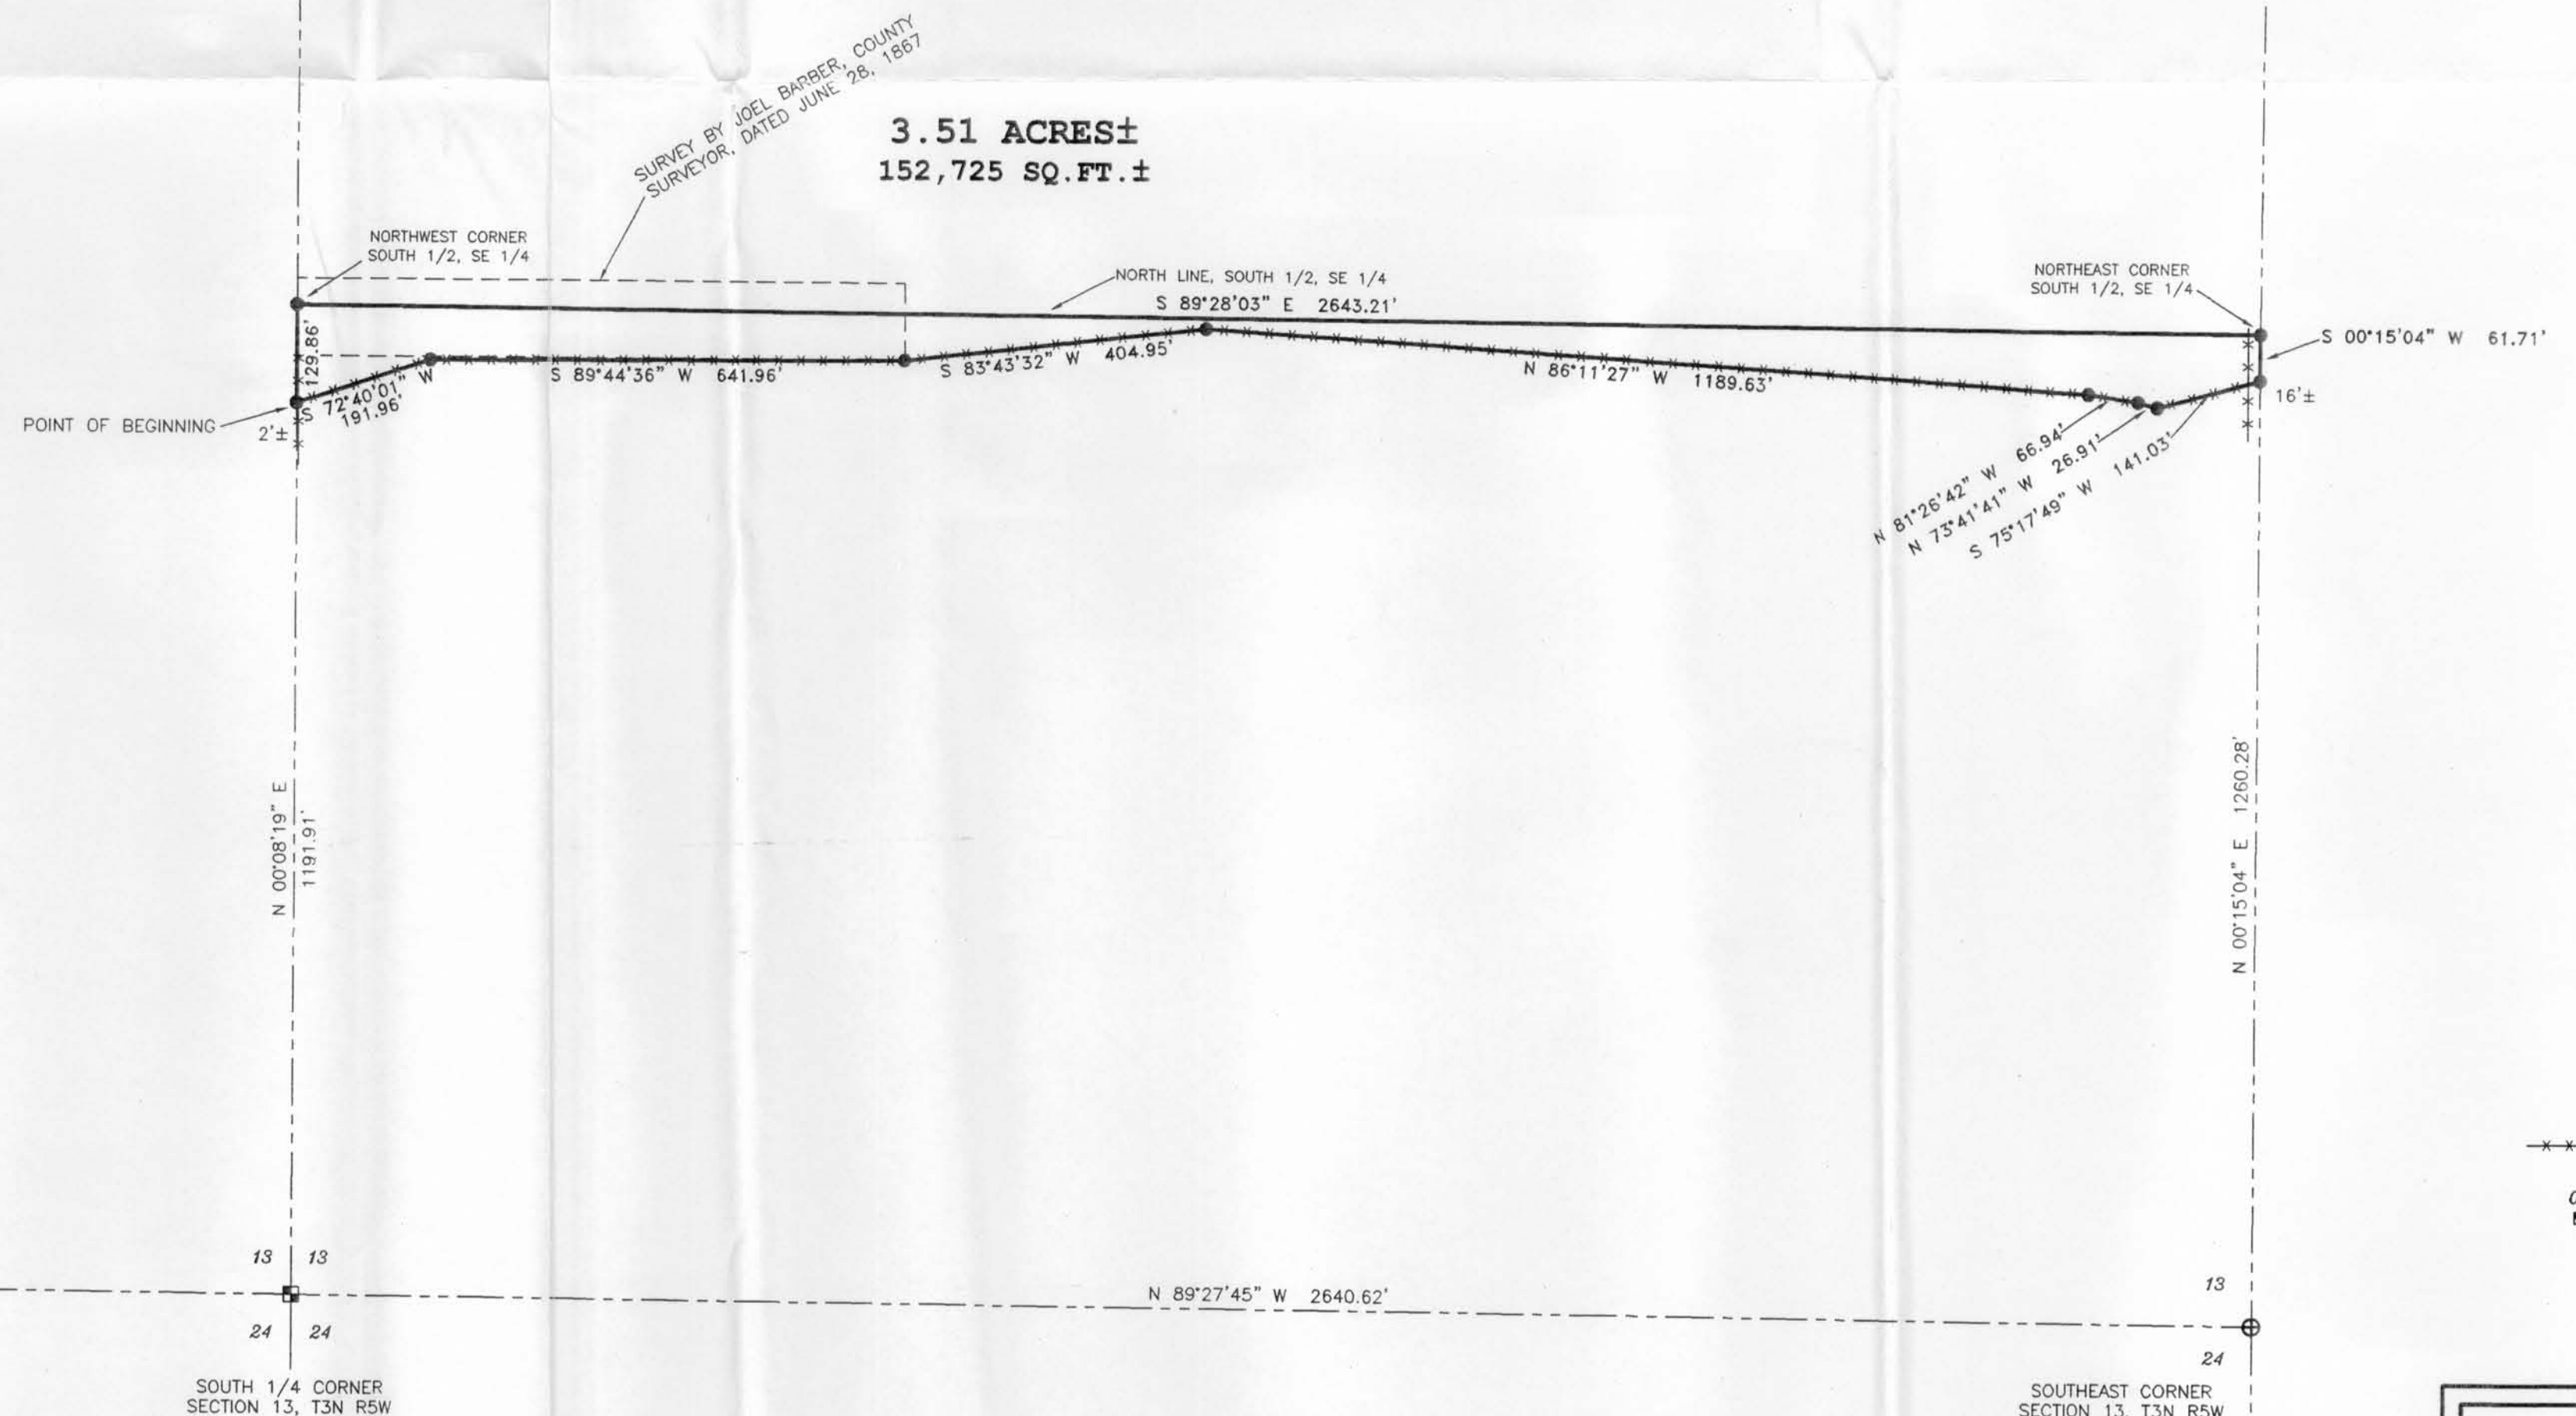 SURVEY BY JOEL BARBER, COUNTY
SURVEYOR, DATED JUNE 28, 1867
3.51 ACRES±
152,725 SQ.FT.±
NORTHWEST CORNER
SOUTH 1/2, SE 1/4
NORTH LINE, SOUTH 1/2, SE 1/4
S 89°28'03" E 2643.21'
NORTHEAST CORNER
SOUTH 1/2, SE 1/4
S 00°15'04" W 61.71'
129.86'
S 72°40'01" W
191.96'
S 89°44'36" W 641.96'
S 83°43'32" W 404.95'
N 86°11'27" W 1189.63'
16'±
POINT OF BEGINNING
2'±
N 81°26'42" W 66.94'
N 73°41'41" W 26.91'
S 75°17'49" W 141.03'
N 00°08'19" E
1191.91'
N 00°15'04" E 1260.28'
13 13
N 89°27'45" W 2640.62'
13
24 24
24
SOUTH 1/4 CORNER
SECTION 13, T3N R5W
SOUTHEAST CORNER
SECTION 13, T3N R5W